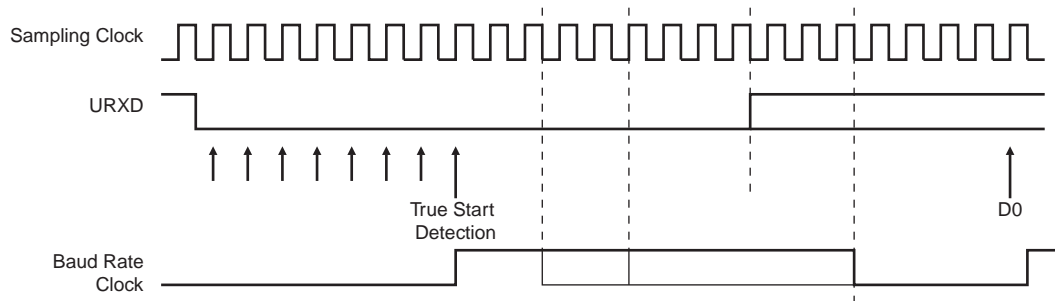 Sampling Clock
URXD
True Start
Detection
D0
Baud Rate
Clock